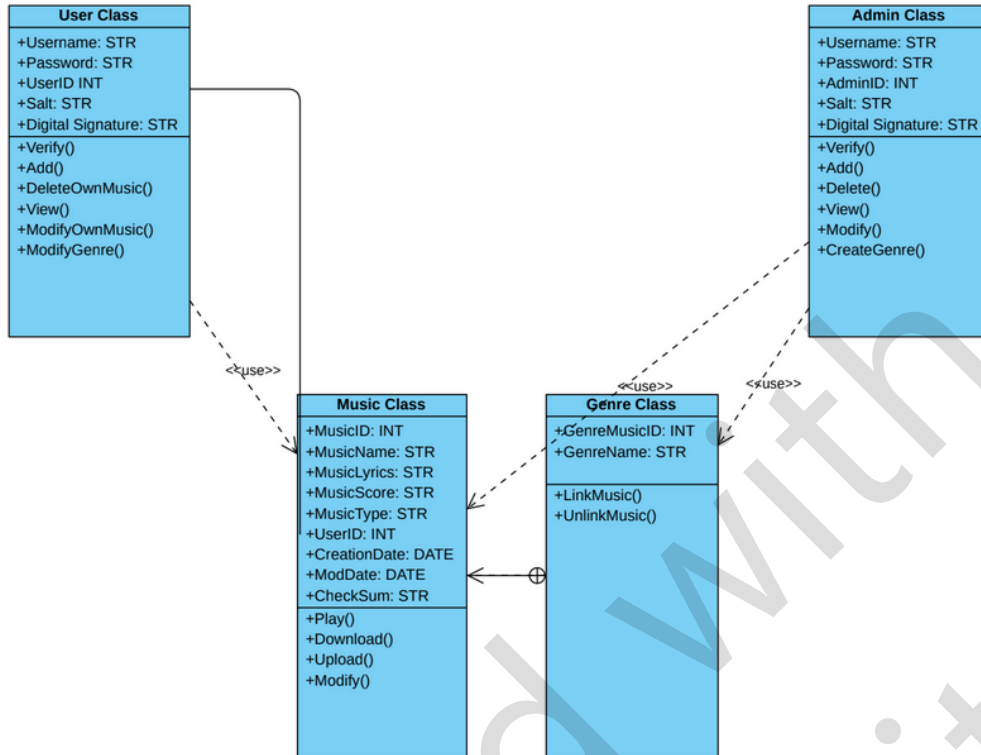 User Class
+Username: STR
+Password: STR
+UserID INT
+Salt: STR
+Digital Signature: STR
+Verify()
+Add()
+DeleteOwnMusic()
+View()
+ModifyOwnMusic()
+ModifyGenre()
Admin Class
+Username: STR
+Password: STR
+AdminID: INT
+Salt: STR
+Digital Signature: STR
+Verify()
+Add()
+Delete()
+View()
+Modify()
+CreateGenre()
<<use>>
<<use>>
<<use>>
Music Class
+MusicID: INT
+MusicName: STR
+MusicLyrics: STR
+MusicScore: STR
+MusicType: STR
+UserID: INT
+CreationDate: DATE
+ModDate: DATE
+CheckSum: STR
+Play()
+Download()
+Upload()
+Modify()
Genre Class
+GenreMusicID: INT
+GenreName: STR
+LinkMusic()
+UnlinkMusic()
with